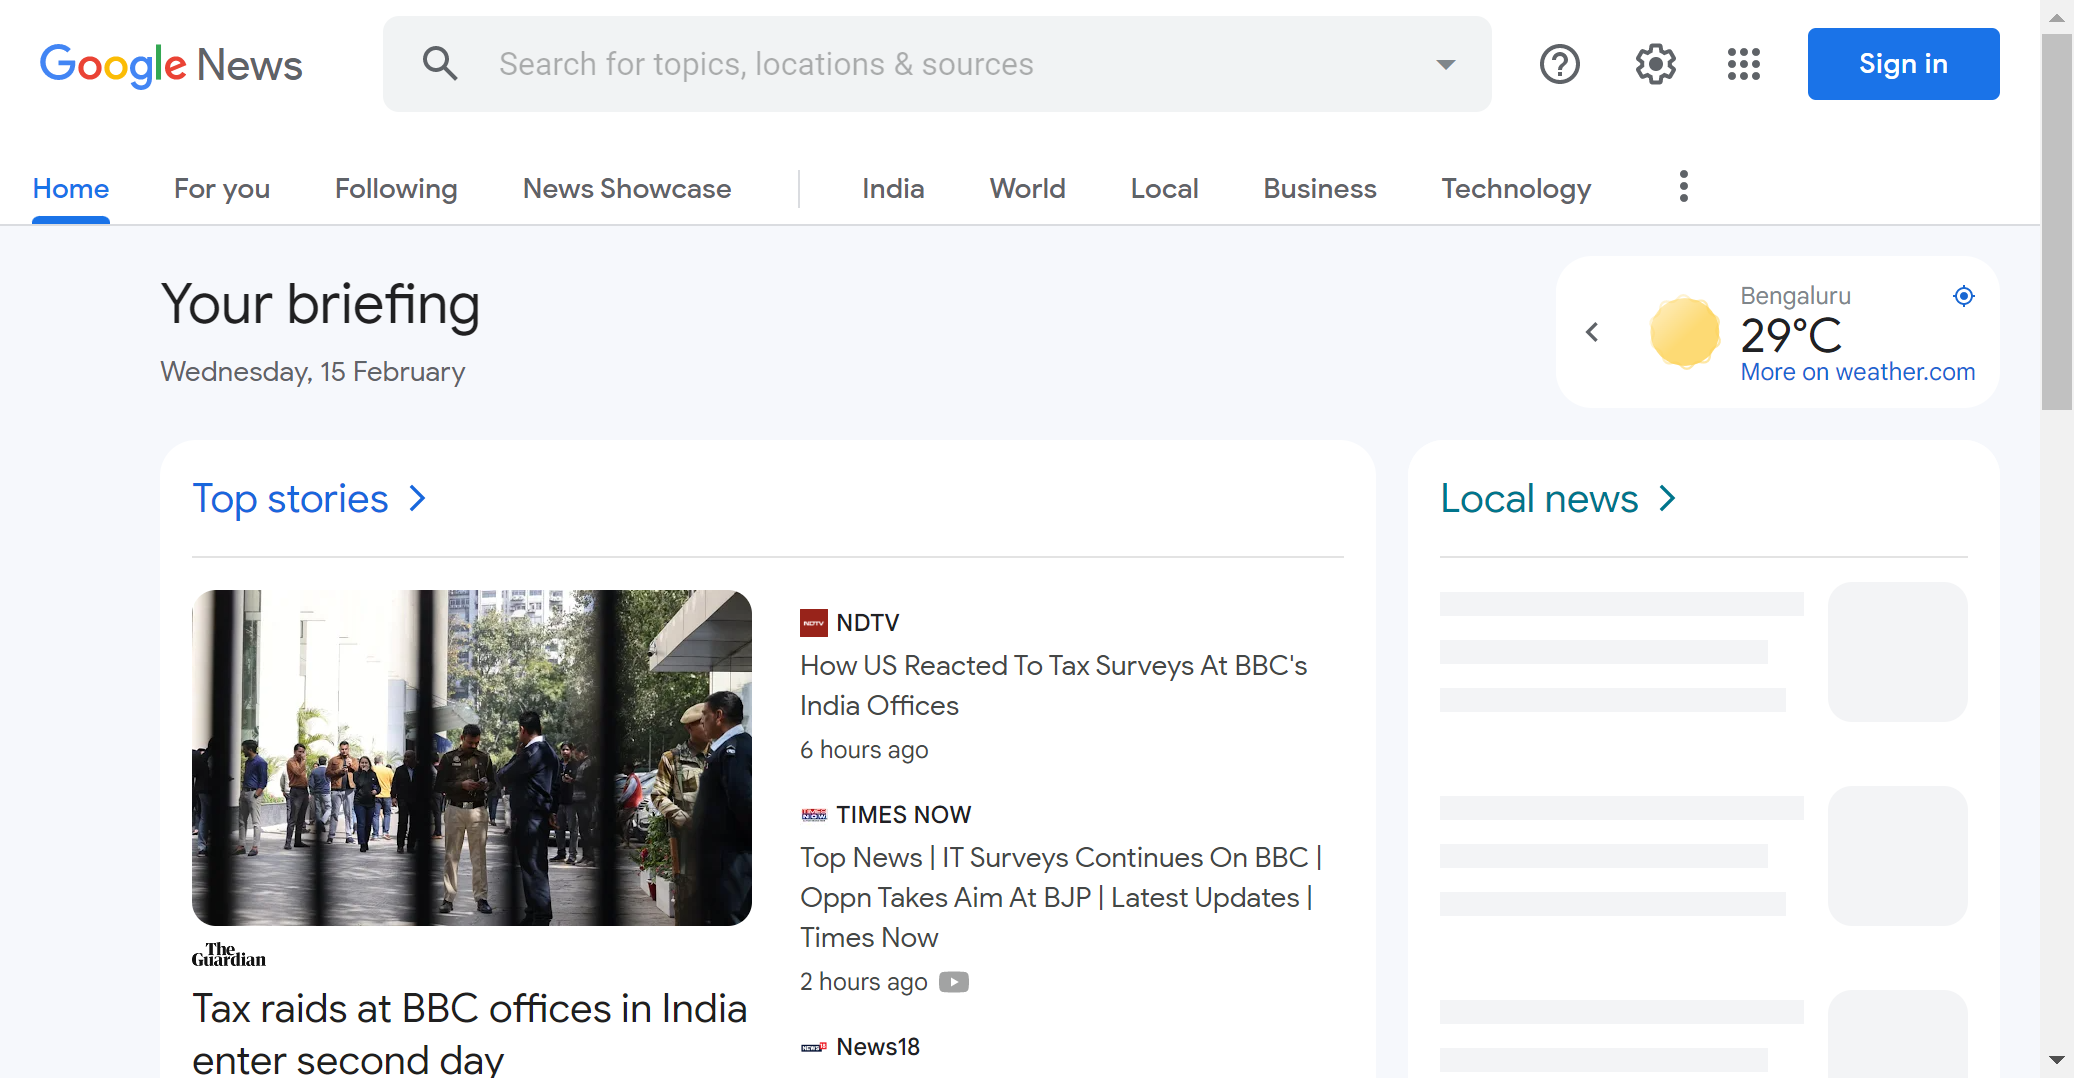 Google News
Search for topics, locations & sources
Sign in
Home
For you
Following
News Showcase
India
World
Local
Business
Technology
Your briefing
Wednesday, 15 February
Bengaluru
29°C
More on weather.com
Top stories
The
Guardian
Tax raids at BBC offices in India
enter second day
NDTV
NDTV
How US Reacted To Tax Surveys At BBC's
India Offices
6 hours ago
TIMES
NOW
TIMES NOW
Top News | IT Surveys Continues On BBC |
Oppn Takes Aim At BJP | Latest Updates |
Times Now
2 hours ago
NEWS18
News18
Local news